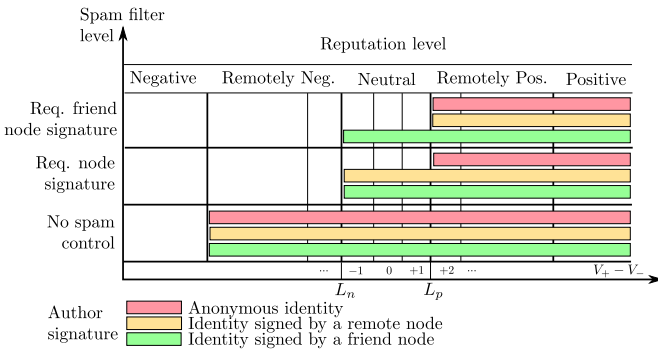 Spam filter
level
Reputation level
Negative Remotely Neg. Neutral Remotely Pos. Positive
Req. friend
node signature
Req. node
signature
No spam
control
... −1 0 +1 +2 ... V+ − V−
Ln Lp
Author
signature
Anonymous identity
Identity signed by a remote node
Identity signed by a friend node